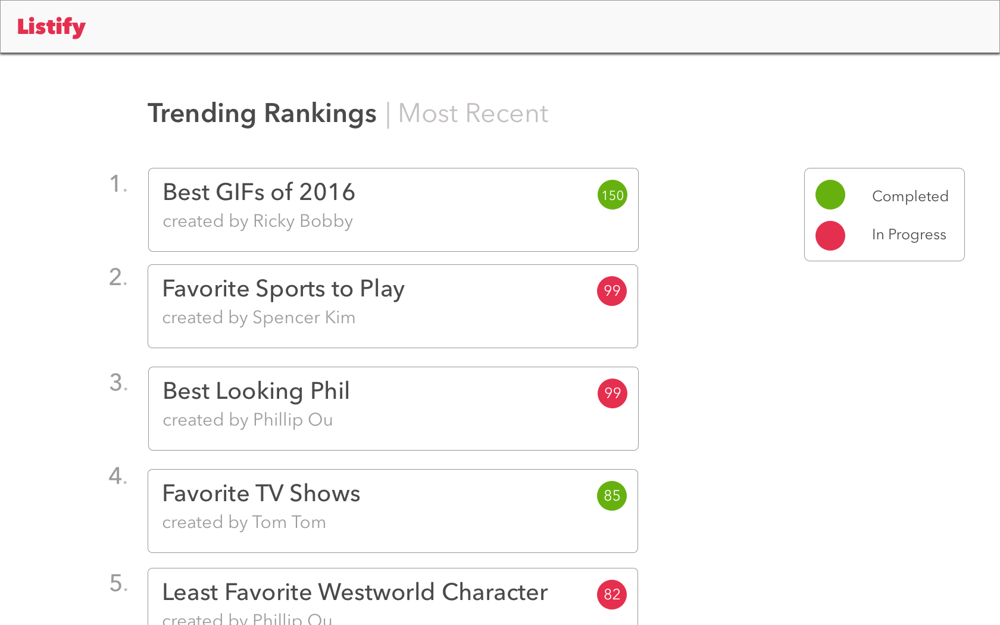 Listify
Trending Rankings | Most Recent
1.
Best GIFs of 2016
150
created by Ricky Bobby
Completed
In Progress
2.
Favorite Sports to Play
99
created by Spencer Kim
3.
Best Looking Phil
99
created by Phillip Ou
4.
Favorite TV Shows
85
created by Tom Tom
5.
Least Favorite Westworld Character
82
created by Phillip Ou